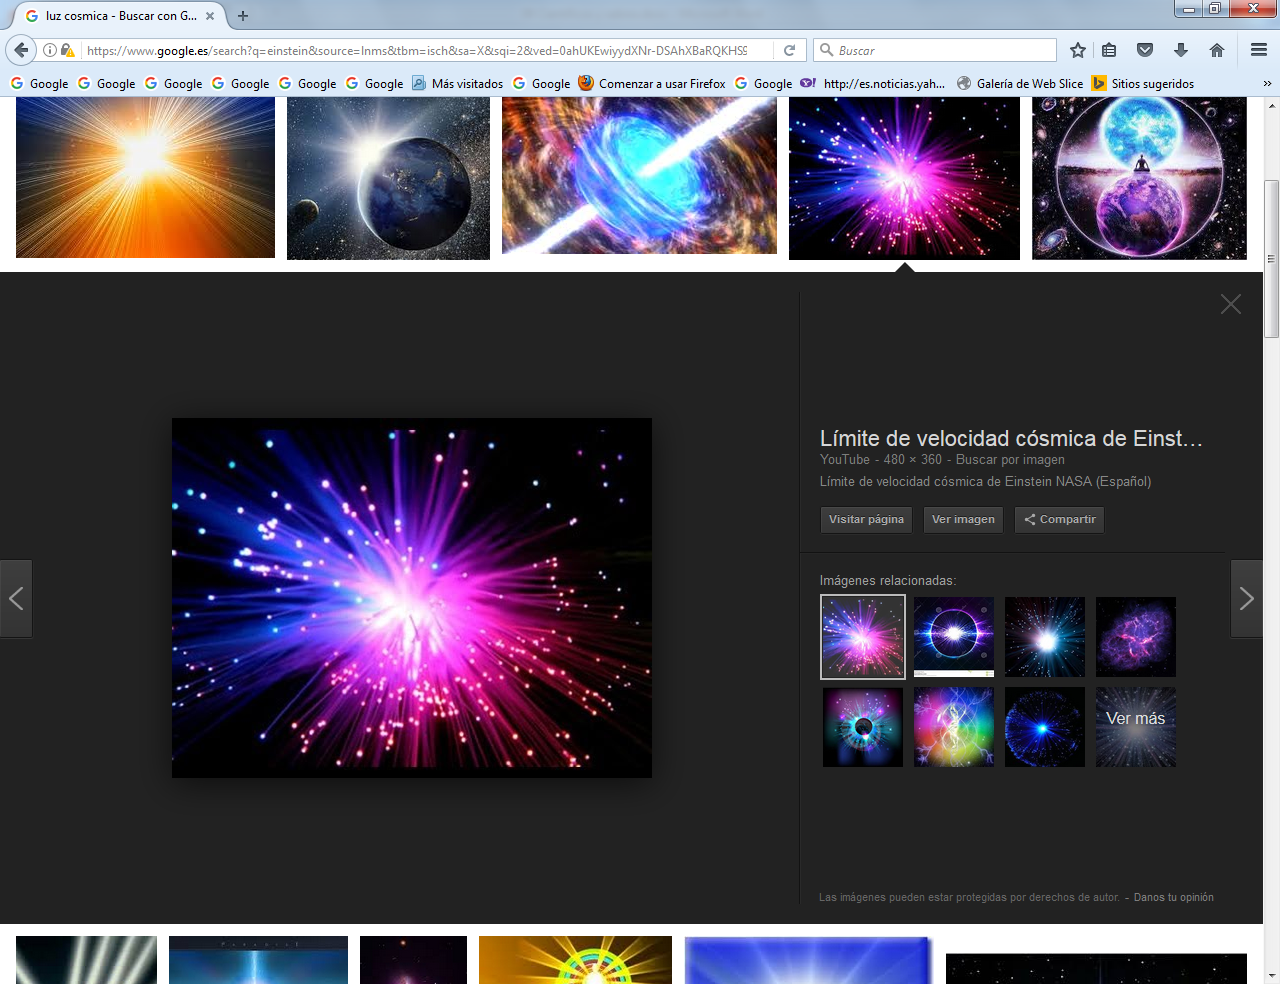 luz cosmica - Buscar con G...
https://www.google.es/search?q=einstein&source=lnms&tbm=isch&sa=X&sqi=2&ved=0ahUKEwiyydXNr-DSAhXBaRQKHS9
Buscar
Google Google Google Google Google Google Más visitados Google Comenzar a usar Firefox Google http://es.noticias.yah... Galería de Web Slice Sitios sugeridos
Límite de velocidad cósmica de Einst...
YouTube - 480 × 360 - Buscar por imagen
Límite de velocidad cósmica de Einstein NASA (Español)
Visitar página Ver imagen Compartir
Imágenes relacionadas:
Ver más
Las imágenes pueden estar protegidas por derechos de autor. - Danos tu opinión